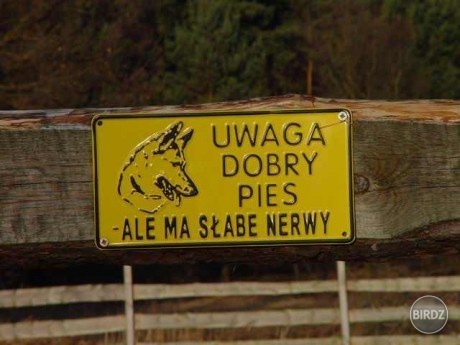 UWAGA
DOBRY
PIES
-ALE MA SŁABE NERWY
BIRDZ